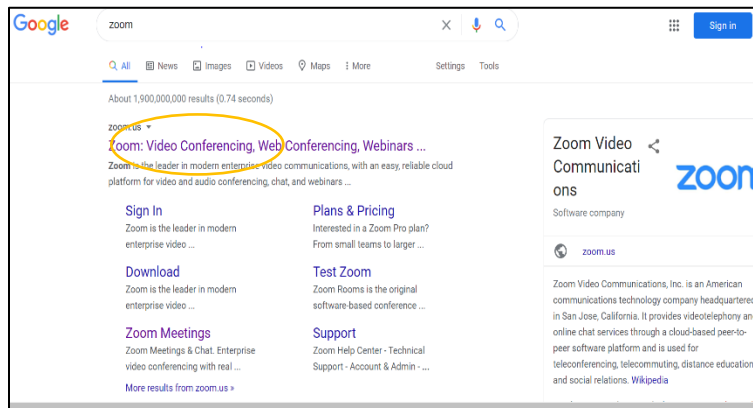 Google
zoom
Sign in
All News Images Videos Maps More Settings Tools
About 1,900,000,000 results (0.74 seconds)
zoom.us
Zoom: Video Conferencing, Web Conferencing, Webinars ...
Zoom is the leader in modern enterprise video communications, with an easy, reliable cloud
platform for video and audio conferencing, chat, and webinars ...
Sign In
Zoom is the leader in modern
enterprise video ...
Plans & Pricing
Interested in a Zoom Pro plan?
From small teams to larger ...
Download
Zoom is the leader in modern
enterprise video ...
Test Zoom
Zoom Rooms is the original
software-based conference ...
Zoom Meetings
Zoom Meetings & Chat. Enterprise
video conferencing with real ...
Support
Zoom Help Center - Technical
Support - Account & Admin - ...
More results from zoom.us »
Zoom Video
Communicati
ons
zoom
Software company
zoom.us
Zoom Video Communications, Inc. is an American
communications technology company headquartered
in San Jose, California. It provides videotelephony an
online chat services through a cloud-based peer-to-
peer software platform and is used for
teleconferencing, telecommuting, distance education
and social relations. Wikipedia